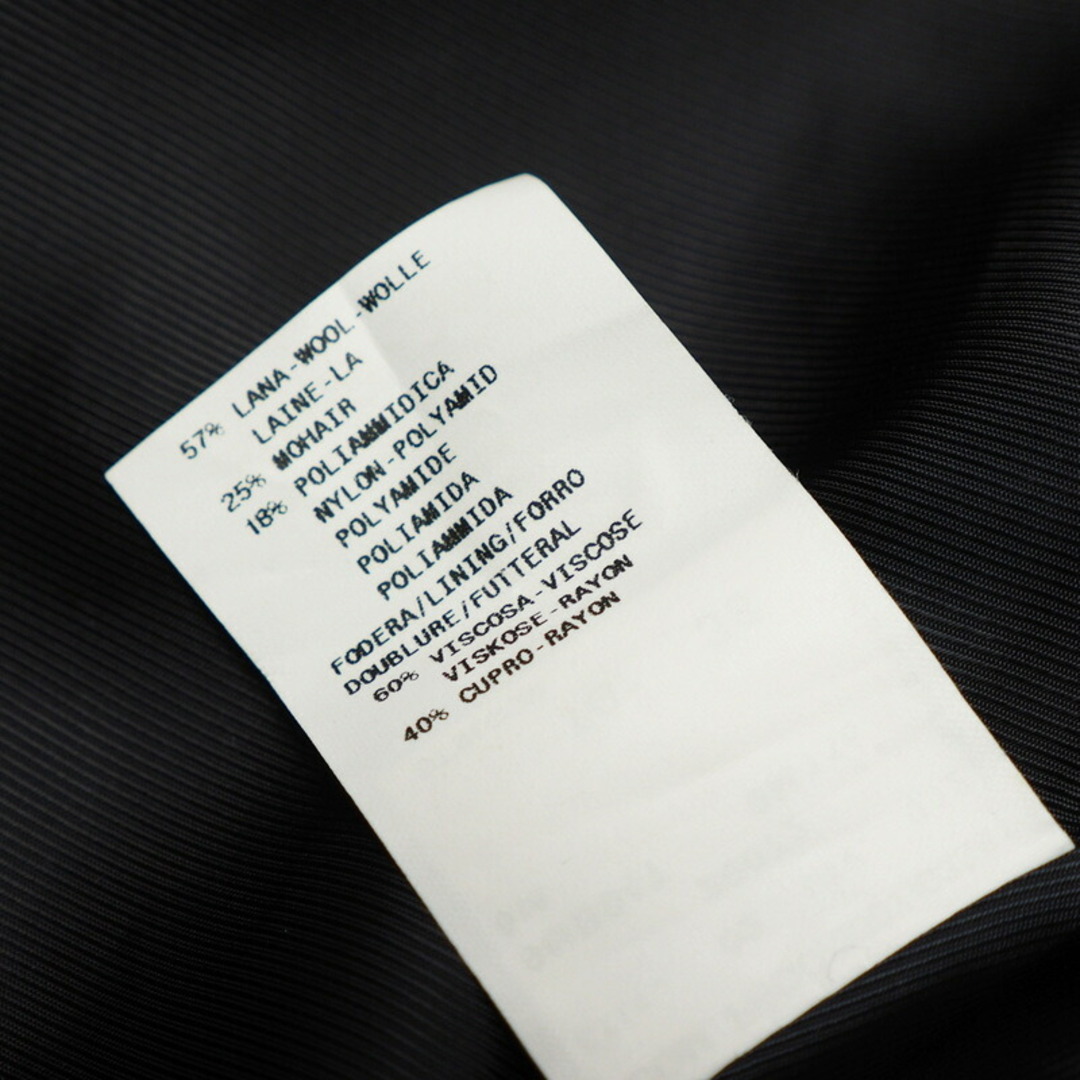 57% LANA-WOOL-WOLLE
LAINE-LA
25% MOHAIR
18% POLIAMMIDICA
NYLON-POLYAMID
POLYAMIDE
POLIAMIDA
POLIAMMIDA
FODERA/LINING/FORRO
DOUBLURE/FUTTERAL
60% VISCOSA-VISCOSE
VISKOSE-RAYON
40% CUPRO-RAYON